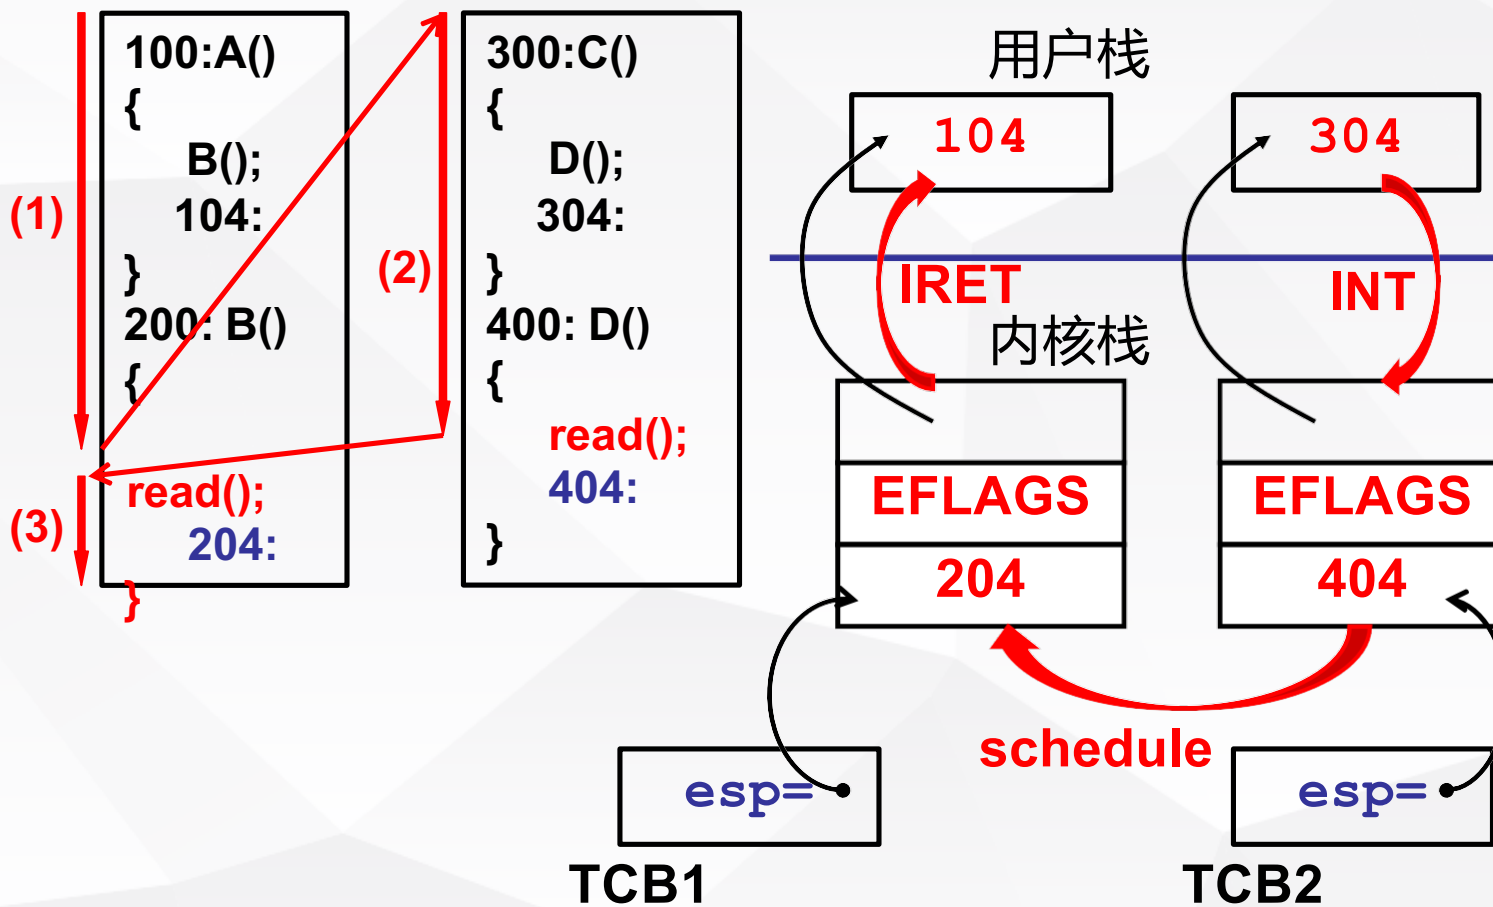 (1)
100:A()
{
B();
104:
}
200: B()
{
read();
204:
}
(3)
(2)
300:C()
{
D();
304:
}
400: D()
{
read();
404:
}
用户栈
104
304
IRET
INT
内核栈
EFLAGS
EFLAGS
204
404
schedule
esp=
esp=
TCB1
TCB2